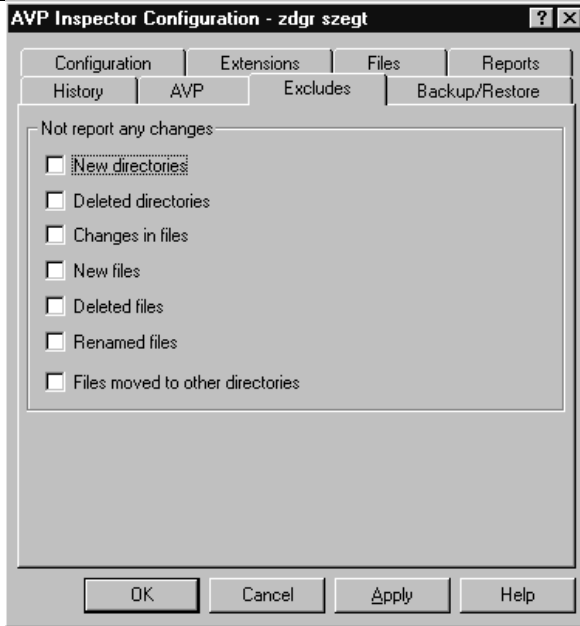 AVP Inspector Configuration - zdgr szegt
Configuration Extensions Files Reports
History AVP Excludes Backup/Restore
Not report any changes
New directories
Deleted directories
Changes in files
New files
Deleted files
Renamed files
Files moved to other directories
OK Cancel Apply Help